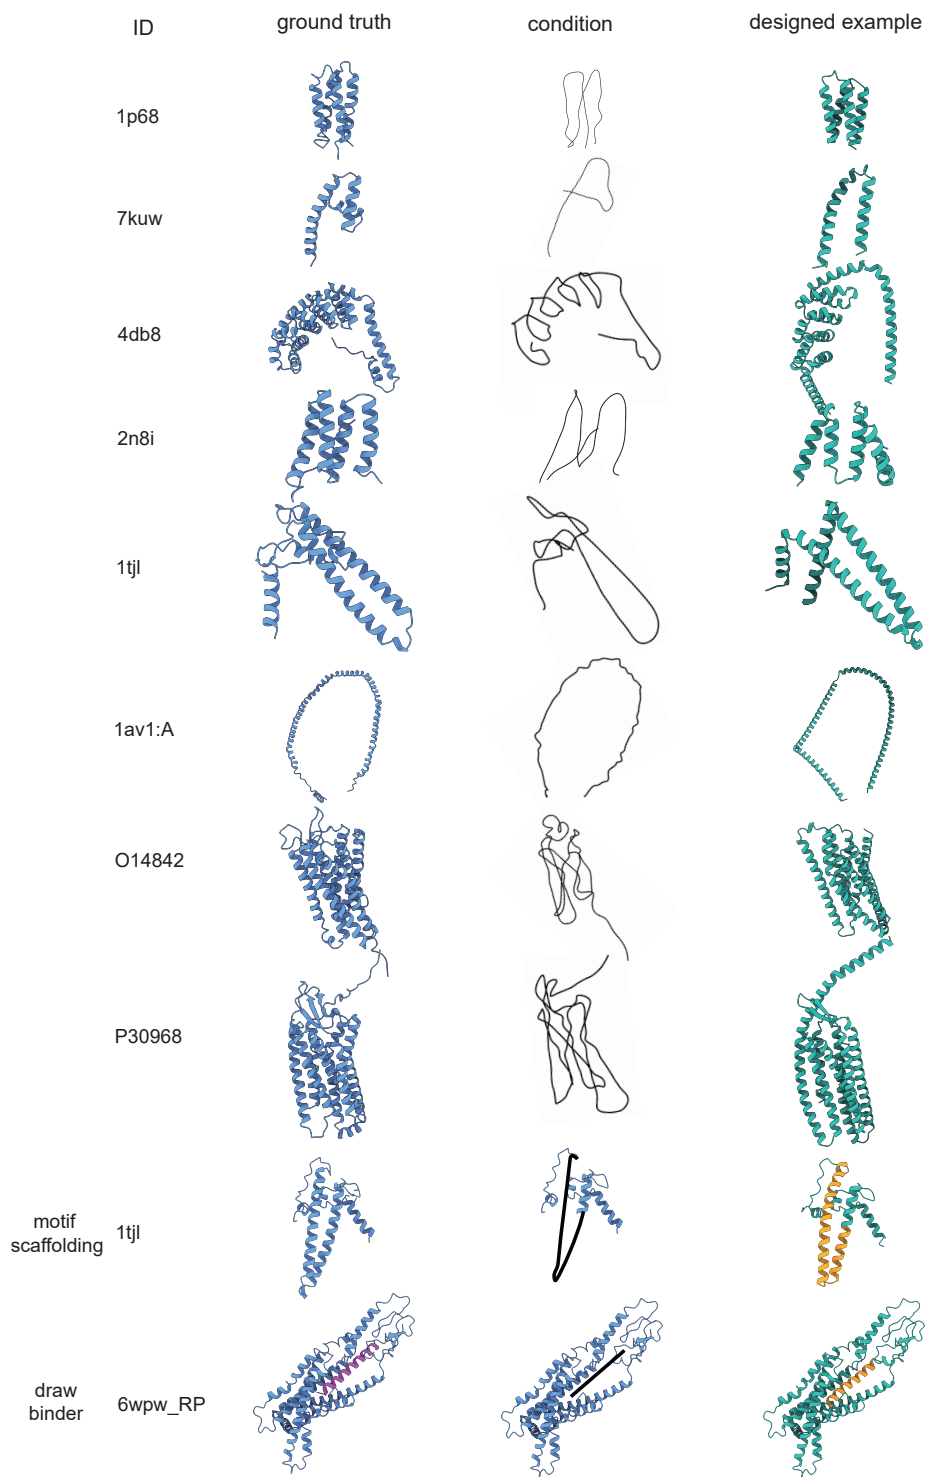 ID ground truth condition designed example
1p68
7kuw
4db8
2n8i
1tjl
1av1:A
O14842
P30968
motif
scaffolding 1tjl
draw
binder 6wpw_RP